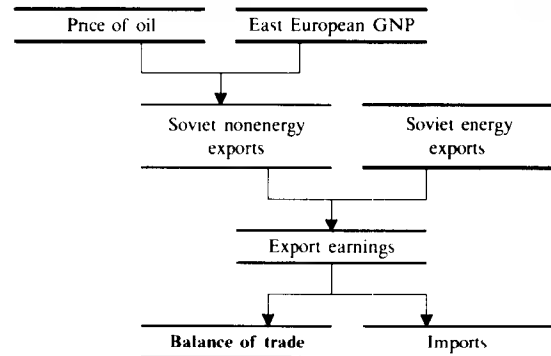 Price of oil
East European GNP
Soviet nonenergy
exports
Soviet energy
exports
Export earnings
Balance of trade
Imports